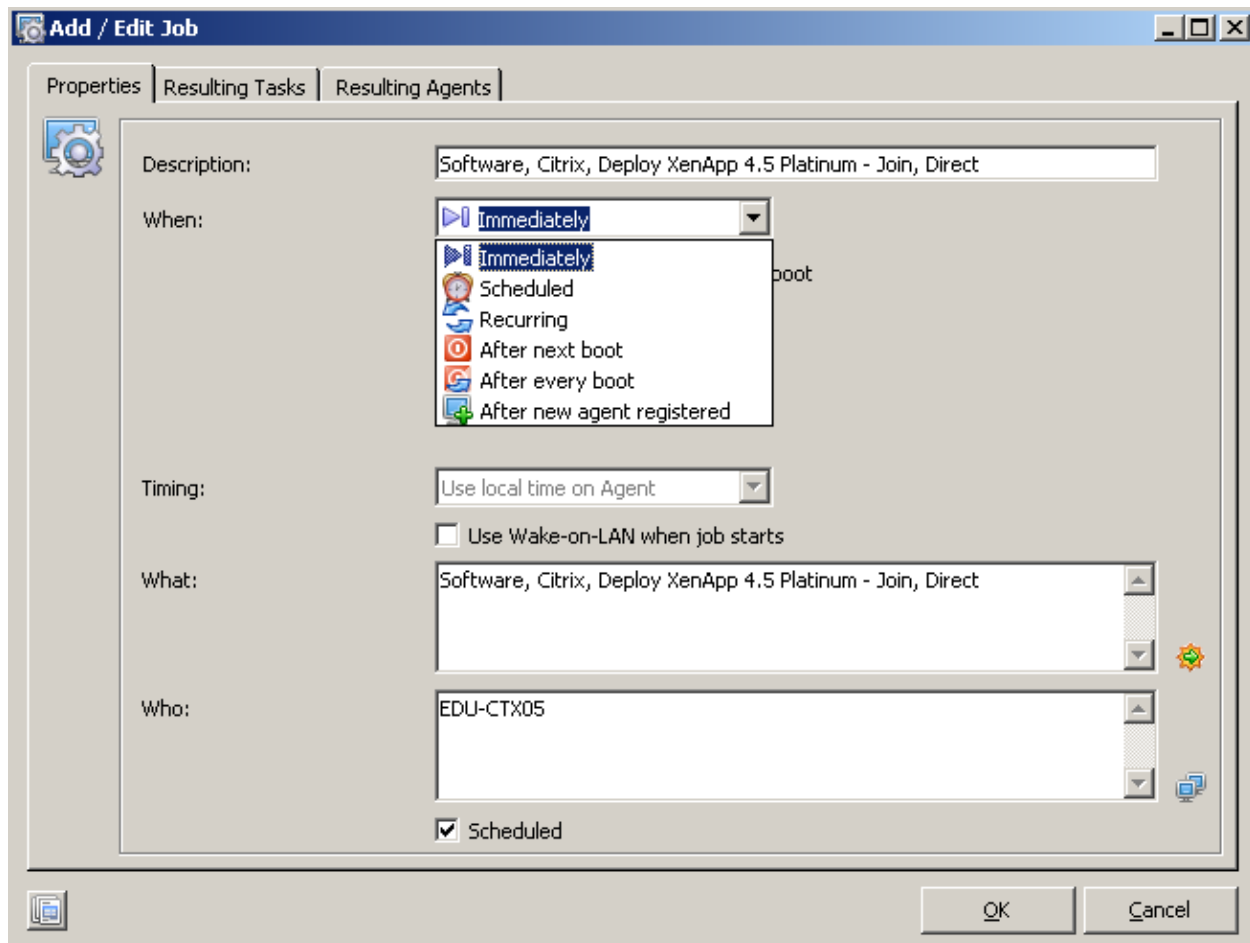 Add / Edit Job
Properties
Resulting Tasks
Resulting Agents
Description:
Software, Citrix, Deploy XenApp 4.5 Platinum - Join, Direct
When:
Immediately
Immediately
Scheduled
Recurring
After next boot
After every boot
After new agent registered
boot
Timing:
Use local time on Agent
Use Wake-on-LAN when job starts
What:
Software, Citrix, Deploy XenApp 4.5 Platinum - Join, Direct
Who:
EDU-CTX05
Scheduled
OK
Cancel